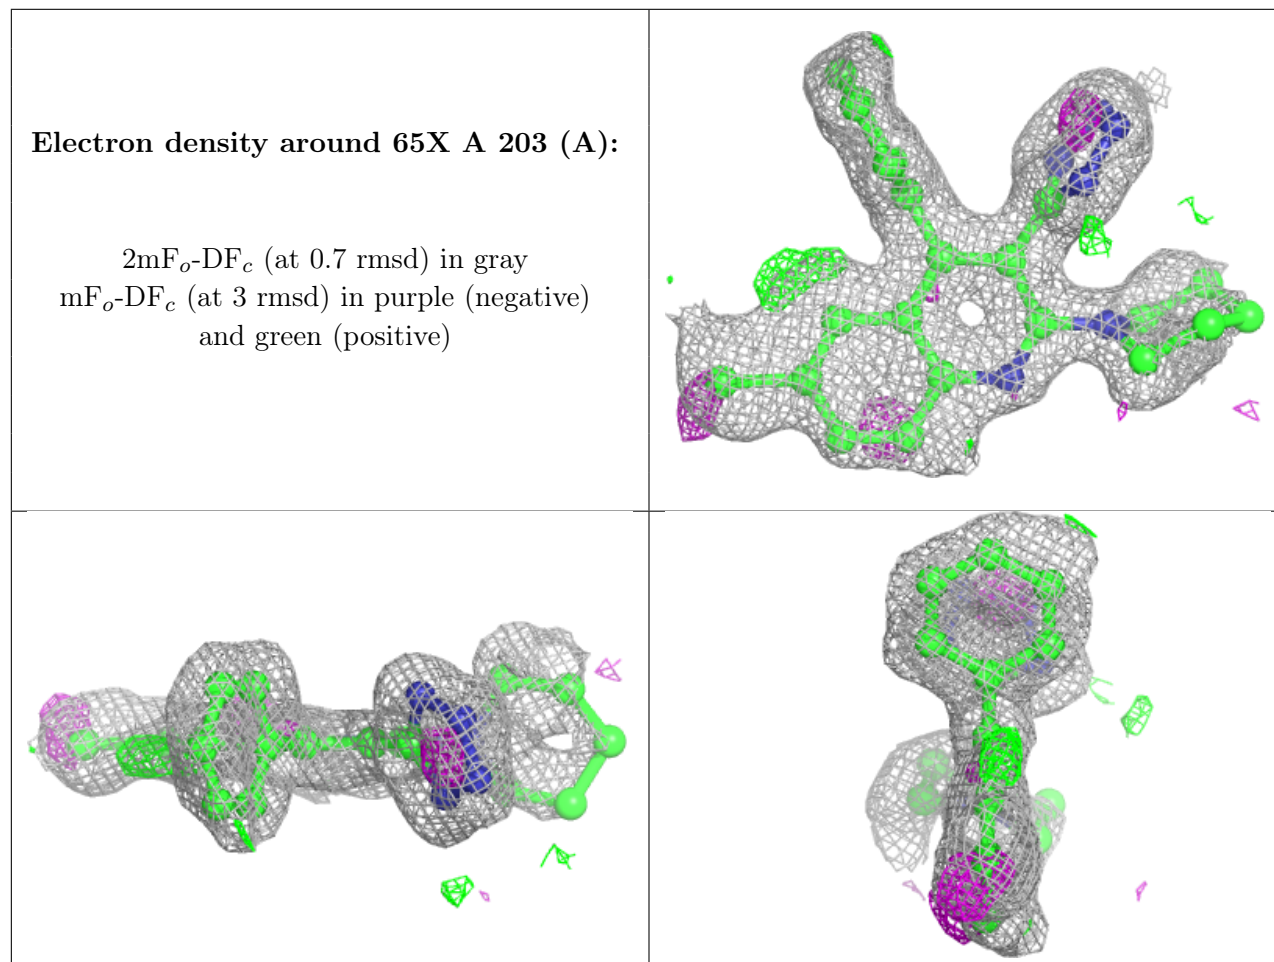 Electron density around 65X A 203 (A):
2mFo-DFc (at 0.7 rmsd) in gray
mFo-DFc (at 3 rmsd) in purple (negative)
and green (positive)